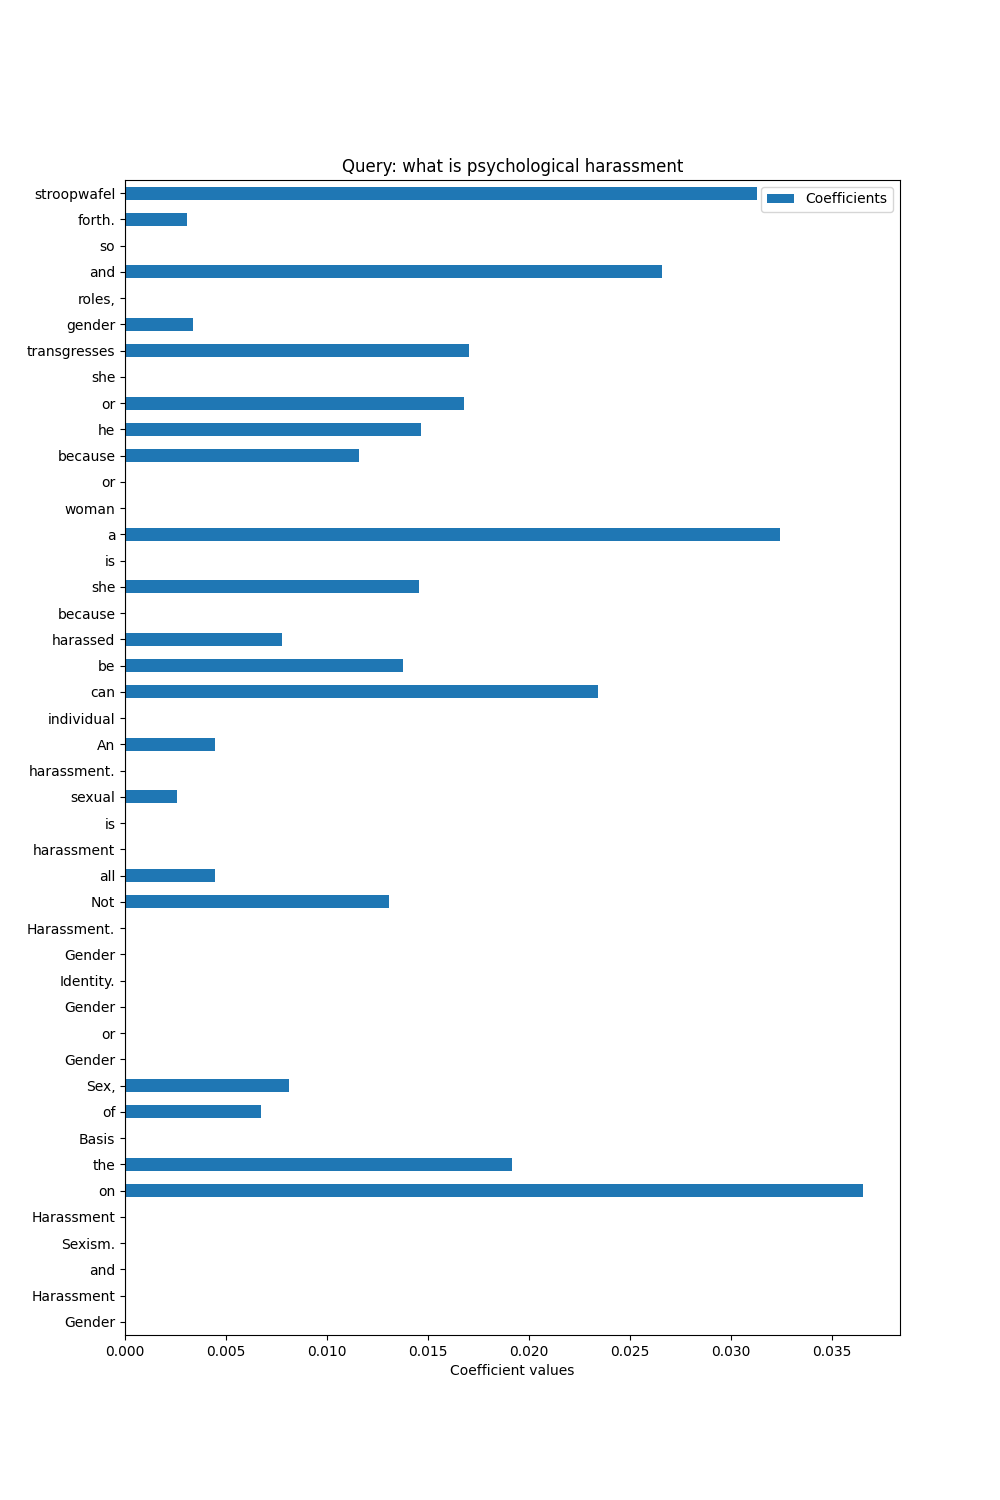 Query: what is psychological harassment
stroopwafel
Coefficients
forth.
so
and
roles,
gender
transgresses
she
or
he
because
or
woman
a
is
she
because
harassed
be
can
individual
An
harassment.
sexual
is
harassment
all
Not
Harassment.
Gender
Identity.
Gender
or
Gender
Sex,
of
Basis
the
on
Harassment
Sexism.
and
Harassment
Gender
0.000 0.005 0.010 0.015 0.020 0.025 0.030 0.035
Coefficient values